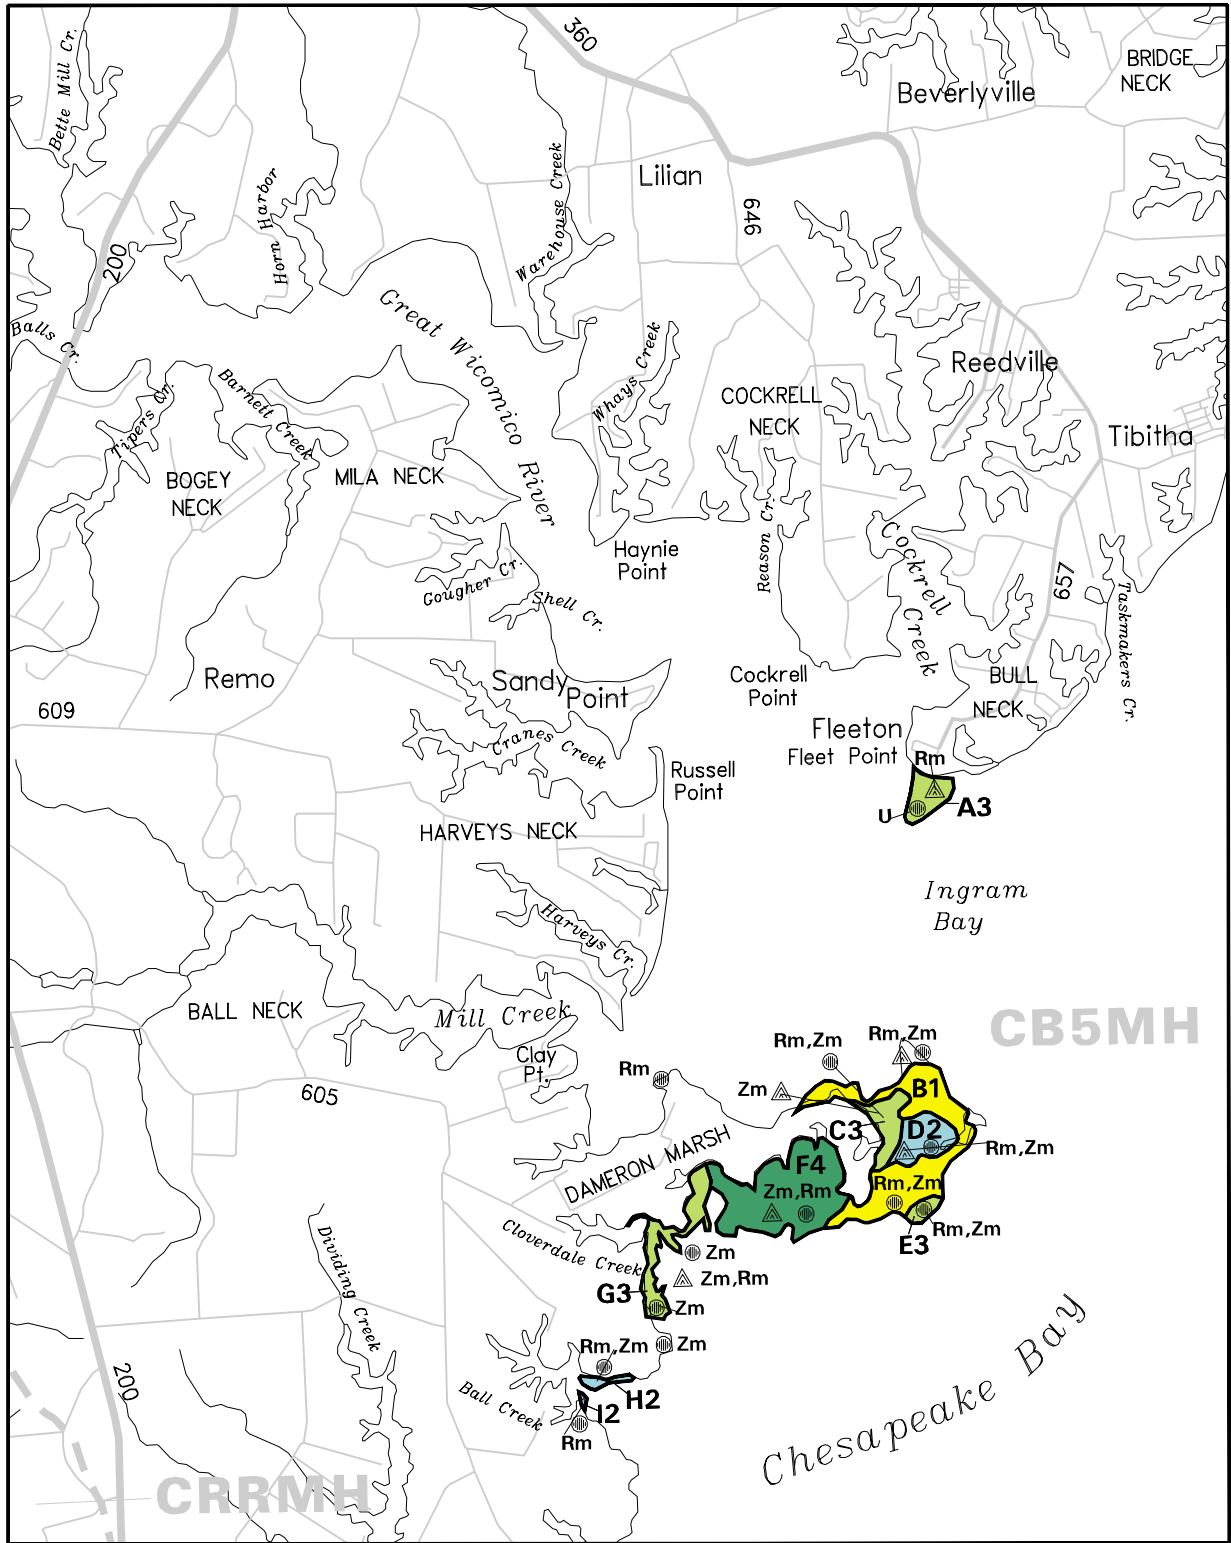 360
Bette Mill Cr.
BRIDGE
NECK
Beverlyville
Lilian
Horn Harbor
Warehouse Creek
646
200
Great Wicomico River
Balls Cr.
Whays Creek
Reedville
Tipers Cr.
Barnett Creek
COCKRELL
NECK
Tibitha
BOGEY
NECK
MILA NECK
Haynie
Point
Reason Cr.
Cockrell Creek
657
Gougher Cr.
Shell Cr.
Taskmakers Cr.
Remo
Sandy
Point
Cockrell
Point
BULL
NECK
609
Cranes Creek
Fleeton
Fleet Point
Rm
Russell
Point
U
A3
HARVEYS NECK
Ingram
Bay
Harveys Cr.
BALL NECK
Mill Creek
CB5MH
Clay
Pt.
Rm,Zm
Rm,Zm
Rm
Zm
B1
605
C3
D2
Rm,Zm
DAMERON MARSH
F4
Zm,Rm
Rm,Zm
Rm,Zm
E3
Cloverdale Creek
Zm
Zm,Rm
G3
Zm
Dividing Creek
Rm,Zm
Zm
200
H2
Ball Creek
I2
Rm
Chesapeake Bay
CRRMH